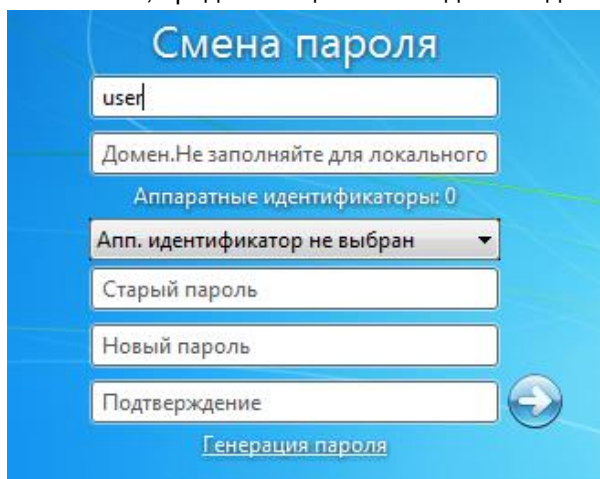 Смена пароля
user
Домен.Не заполняйте для локального
Аппаратные идентификаторы: 0
Апп. идентификатор не выбран
Старый пароль
Новый пароль
Подтверждение
Генерация пароля